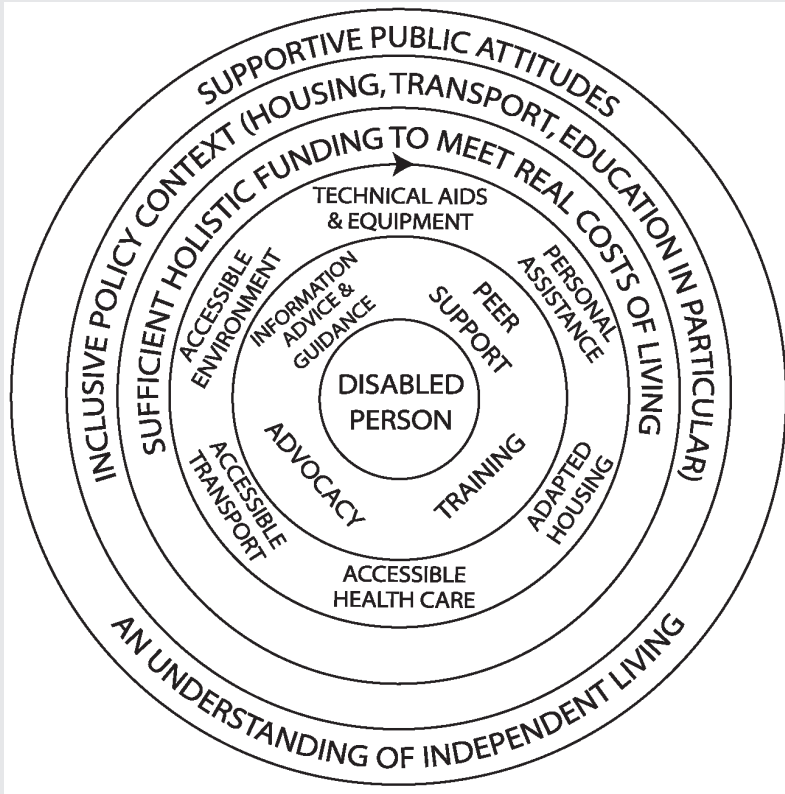 SUPPORTIVE PUBLIC ATTITUDES
INCLUSIVE POLICY CONTEXT (HOUSING, TRANSPORT, EDUCATION IN PARTICULAR)
SUFFICIENT HOLISTIC FUNDING TO MEET REAL COSTS OF LIVING
TECHNICAL AIDS
& EQUIPMENT
ACCESSIBLE
ENVIRONMENT
INFORMATION
ADVICE &
GUIDANCE
PEER
SUPPORT
PERSONAL
ASSISTANCE
DISABLED
PERSON
ADVOCACY
TRAINING
ACCESSIBLE
TRANSPORT
ADAPTED
HOUSING
ACCESSIBLE
HEALTH CARE
AN UNDERSTANDING OF INDEPENDENT LIVING